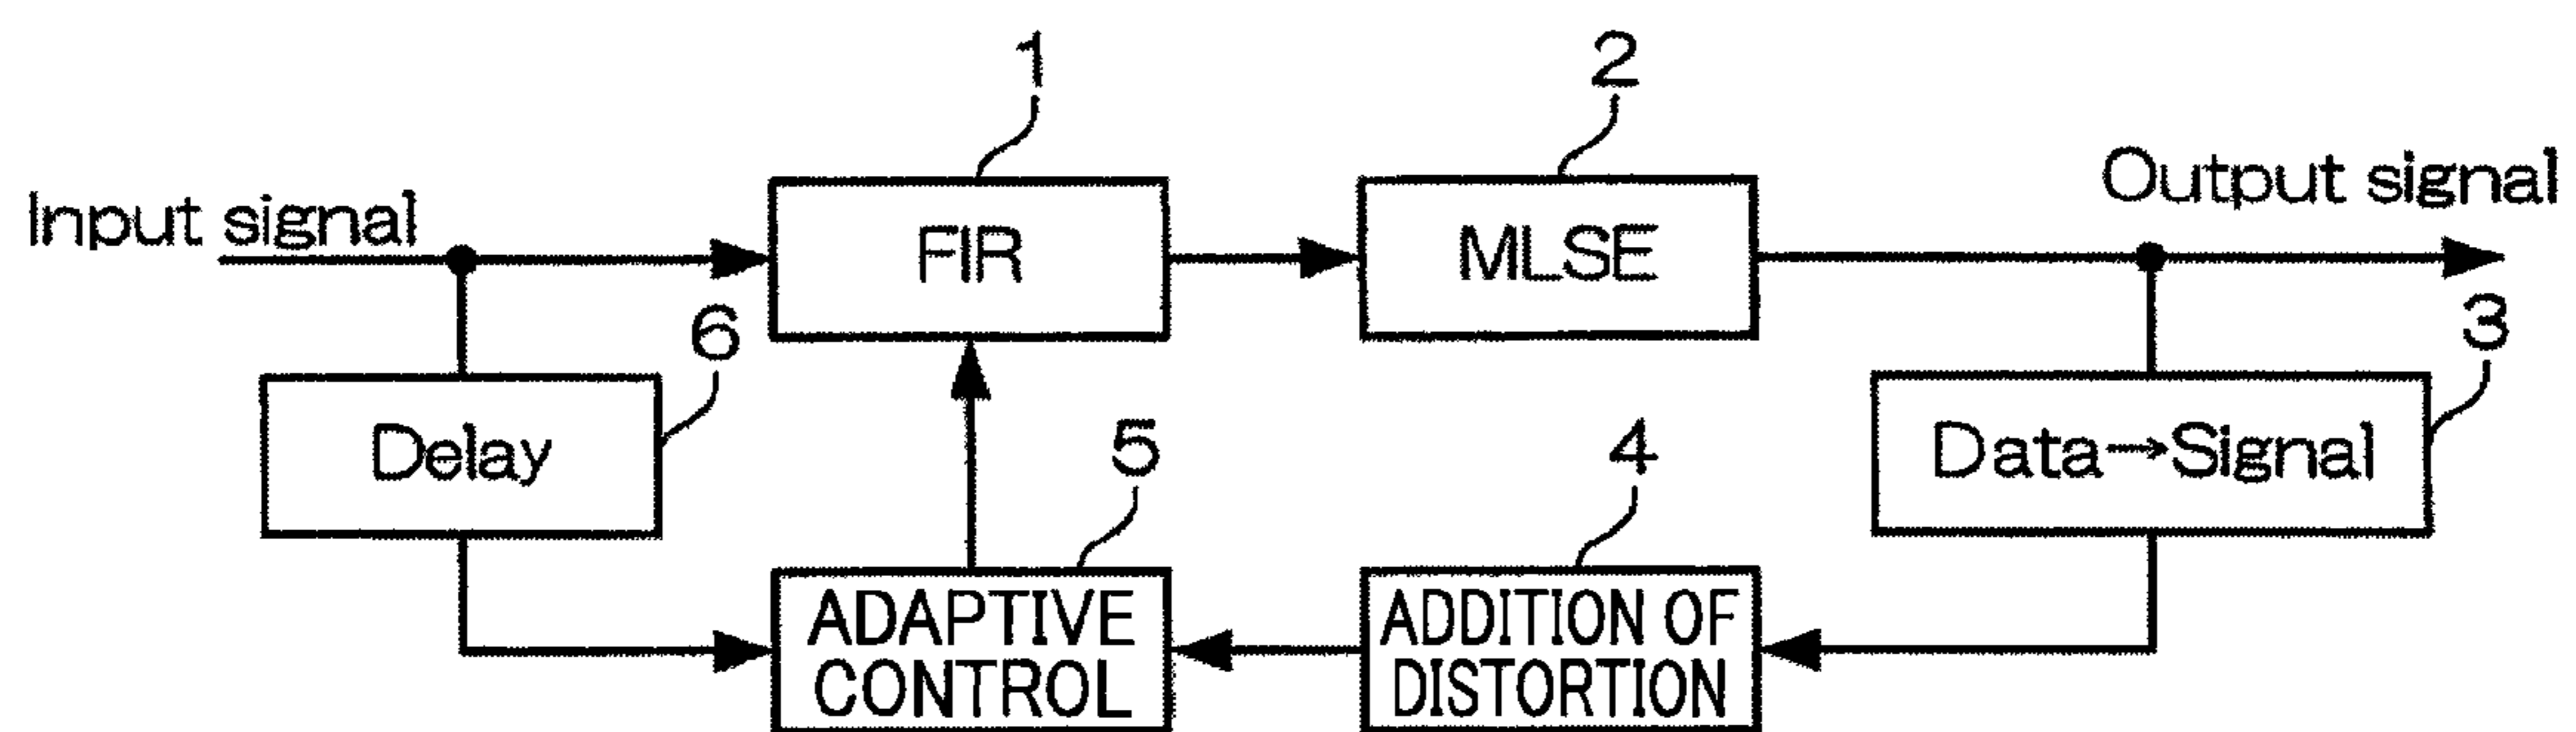 1
2
Input signal
FIR
MLSE
Output signal
6
3
Delay
5
4
Data→Signal
ADAPTIVE
CONTROL
ADDITION OF
DISTORTION